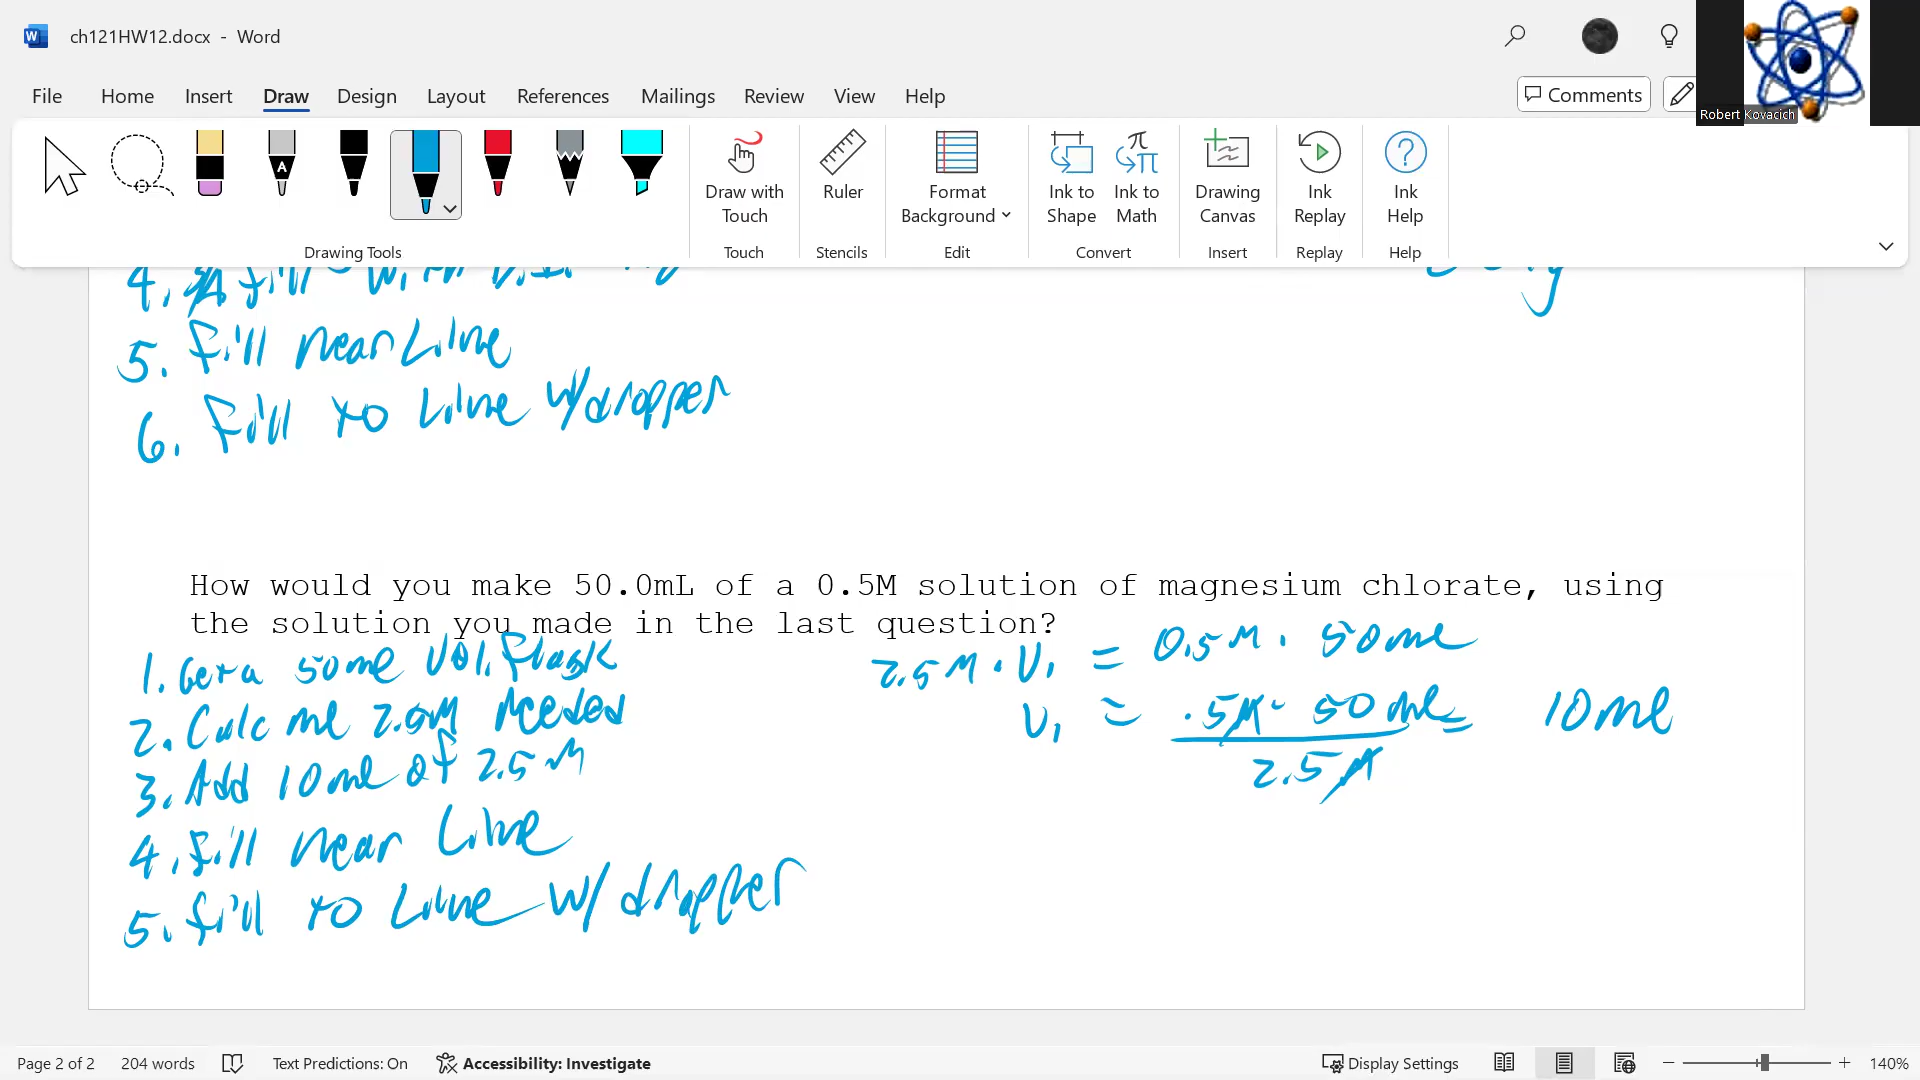 ch121HW12.docx - Word
Robert Kovacich
File Home Insert Draw Design Layout References Mailings Review View Help
Comments
A
Draw with Touch
Ruler
Format Background
Ink to Shape
Ink to Math
Drawing Canvas
Ink Replay
Ink Help
Drawing Tools Touch Stencils Edit Convert Insert Replay Help
4. fill with
5. fill near Line
6. fill to Line w/dropper
How would you make 50.0mL of a 0.5M solution of magnesium chlorate, using
the solution you made in the last question?
1. Get a 50ml Vol. flask
2. Calc ml 2.5M Needed
3. Add 10ml of 2.5M
4. fill near Line
5. fill to Line w/ dropper
2.5M · V₁ = 0.5M · 50ml
V₁ = .5M · 50ml = 10ml
2.5M
Page 2 of 2 204 words Text Predictions: On Accessibility: Investigate Display Settings 140%